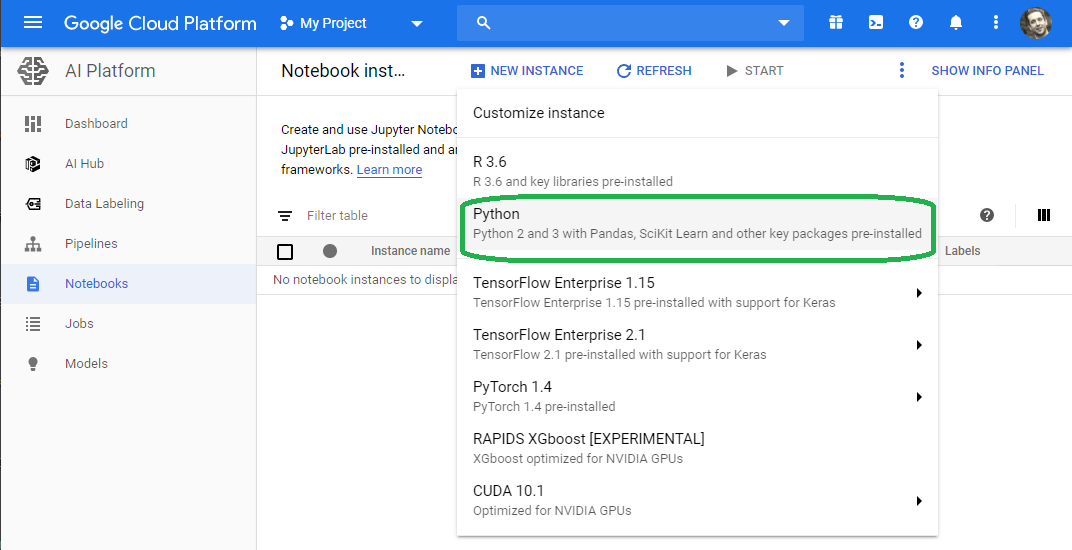 Google Cloud Platform
My Project
AI Platform
Notebook inst...
NEW INSTANCE
REFRESH
START
SHOW INFO PANEL
Dashboard
AI Hub
Data Labeling
Pipelines
Notebooks
Jobs
Models
Create and use Jupyter Notebo
JupyterLab pre-installed and ar
frameworks. Learn more
Filter table
Instance name
Labels
No notebook instances to displa
Customize instance
R 3.6
R 3.6 and key libraries pre-installed
Python
Python 2 and 3 with Pandas, SciKit Learn and other key packages pre-installed
TensorFlow Enterprise 1.15
TensorFlow Enterprise 1.15 pre-installed with support for Keras
TensorFlow Enterprise 2.1
TensorFlow 2.1 pre-installed with support for Keras
PyTorch 1.4
PyTorch 1.4 pre-installed
RAPIDS XGboost [EXPERIMENTAL]
XGboost optimized for NVIDIA GPUs
CUDA 10.1
Optimized for NVIDIA GPUs